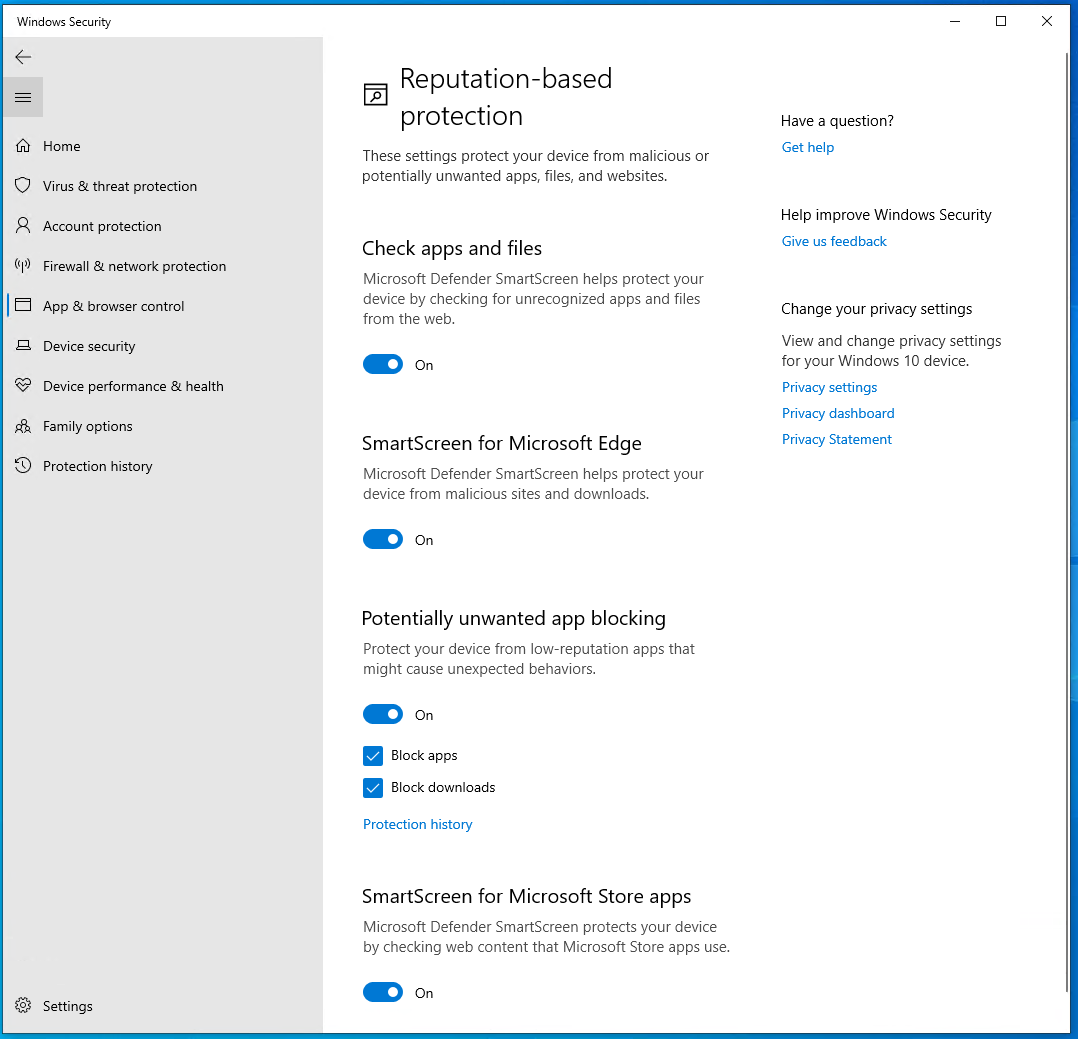 Windows Security
Home
Virus & threat protection
Account protection
Firewall & network protection
App & browser control
Device security
Device performance & health
Family options
Protection history
Settings
Reputation-based
protection
These settings protect your device from malicious or
potentially unwanted apps, files, and websites.
Check apps and files
Microsoft Defender SmartScreen helps protect your
device by checking for unrecognized apps and files
from the web.
On
SmartScreen for Microsoft Edge
Microsoft Defender SmartScreen helps protect your
device from malicious sites and downloads.
On
Potentially unwanted app blocking
Protect your device from low-reputation apps that
might cause unexpected behaviors.
On
Block apps
Block downloads
Protection history
SmartScreen for Microsoft Store apps
Microsoft Defender SmartScreen protects your device
by checking web content that Microsoft Store apps use.
On
Have a question?
Get help
Help improve Windows Security
Give us feedback
Change your privacy settings
View and change privacy settings
for your Windows 10 device.
Privacy settings
Privacy dashboard
Privacy Statement